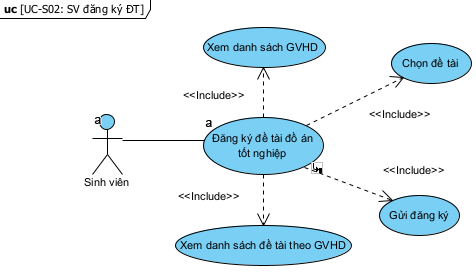 uc [UC-S02: SV đăng ký ĐT]
Xem danh sách GVHD
Chọn đề tài
<<Include>>
<<Include>>
a
a
Đăng ký đề tài đồ án
tốt nghiệp
Sinh viên
<<Include>>
<<Include>>
Gửi đăng ký
Xem danh sách đề tài theo GVHD